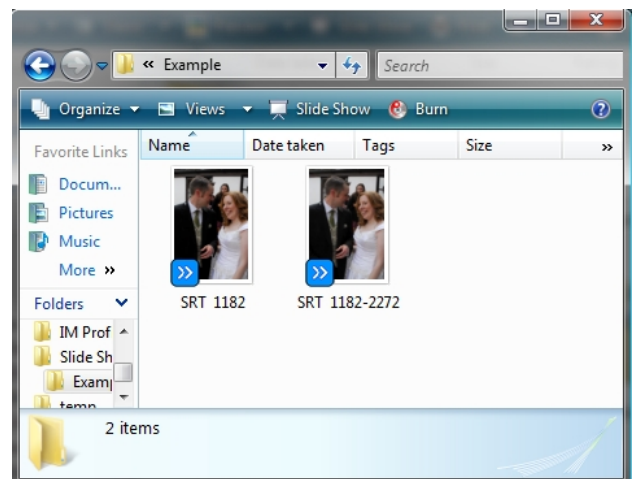 « Example
Search
Organize Views Slide Show Burn
Favorite Links
Docum...
Pictures
Music
More »
Folders
IM Prof
Slide Sh
Examp
temp
Name Date taken Tags Size »
SRT 1182 SRT 1182-2272
2 items